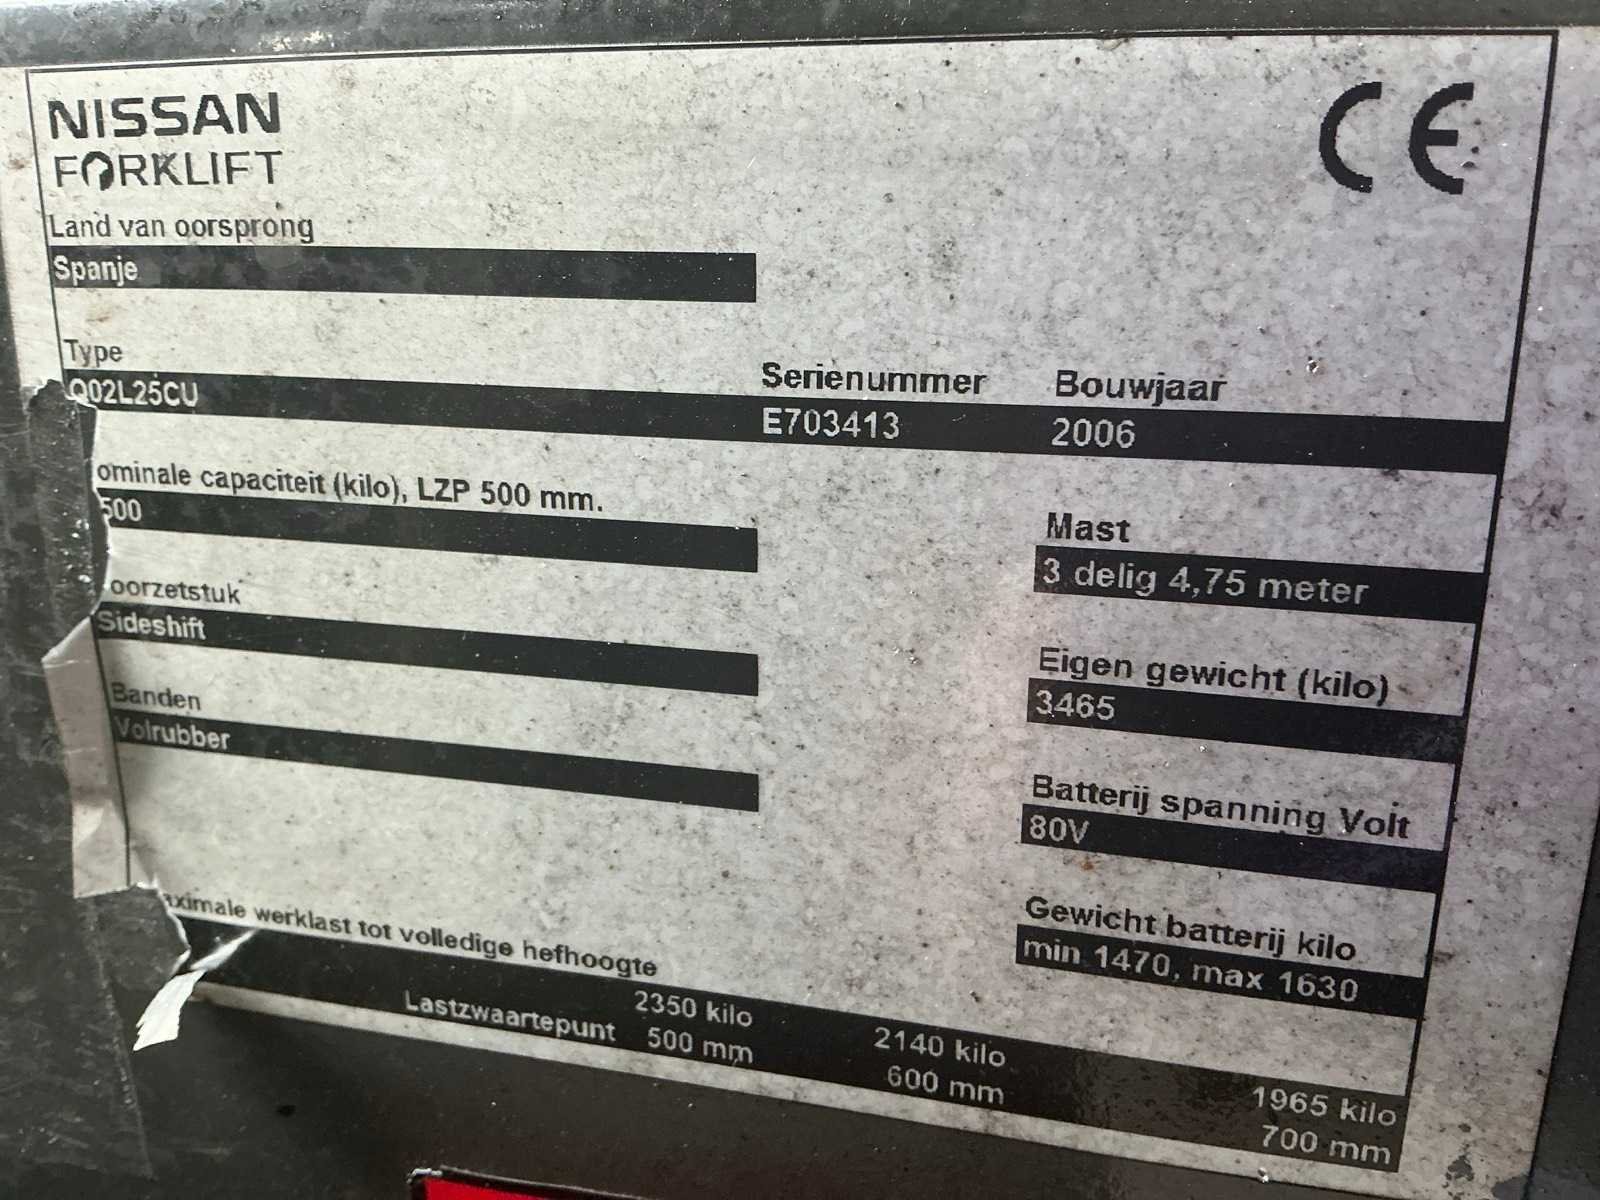 NISSAN
FORKLIFT
CE
Land van oorsprong
Spanje
Type
Q02L25CU
Serienummer
E703413
Bouwjaar
2006
ominale capaciteit (kilo), LZP 500 mm.
500
Mast
3 delig 4,75 meter
oorzetstuk
Sideshift
Eigen gewicht (kilo)
3465
Banden
Volrubber
Batterij spanning Volt
80V
Gewicht batterij kilo
min 1470, max 1630
aximale werklast tot volledige hefhoogte
2350 kilo 2140 kilo 1965 kilo
Lastzwaartepunt 500 mm 600 mm 700 mm